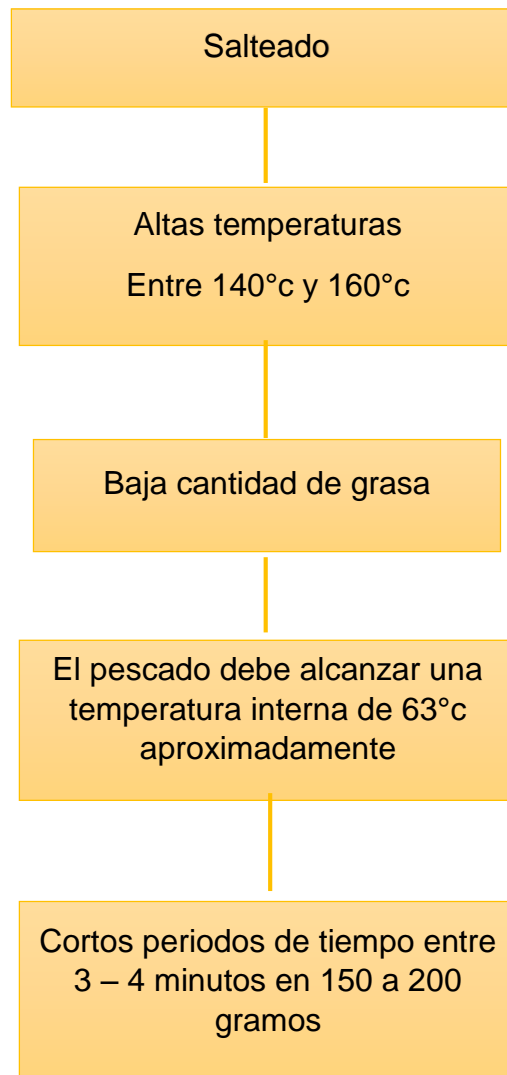 Salteado
Altas temperaturas
Entre 140°c y 160°c
Baja cantidad de grasa
El pescado debe alcanzar una
temperatura interna de 63°c
aproximadamente
Cortos periodos de tiempo entre
3 – 4 minutos en 150 a 200
gramos